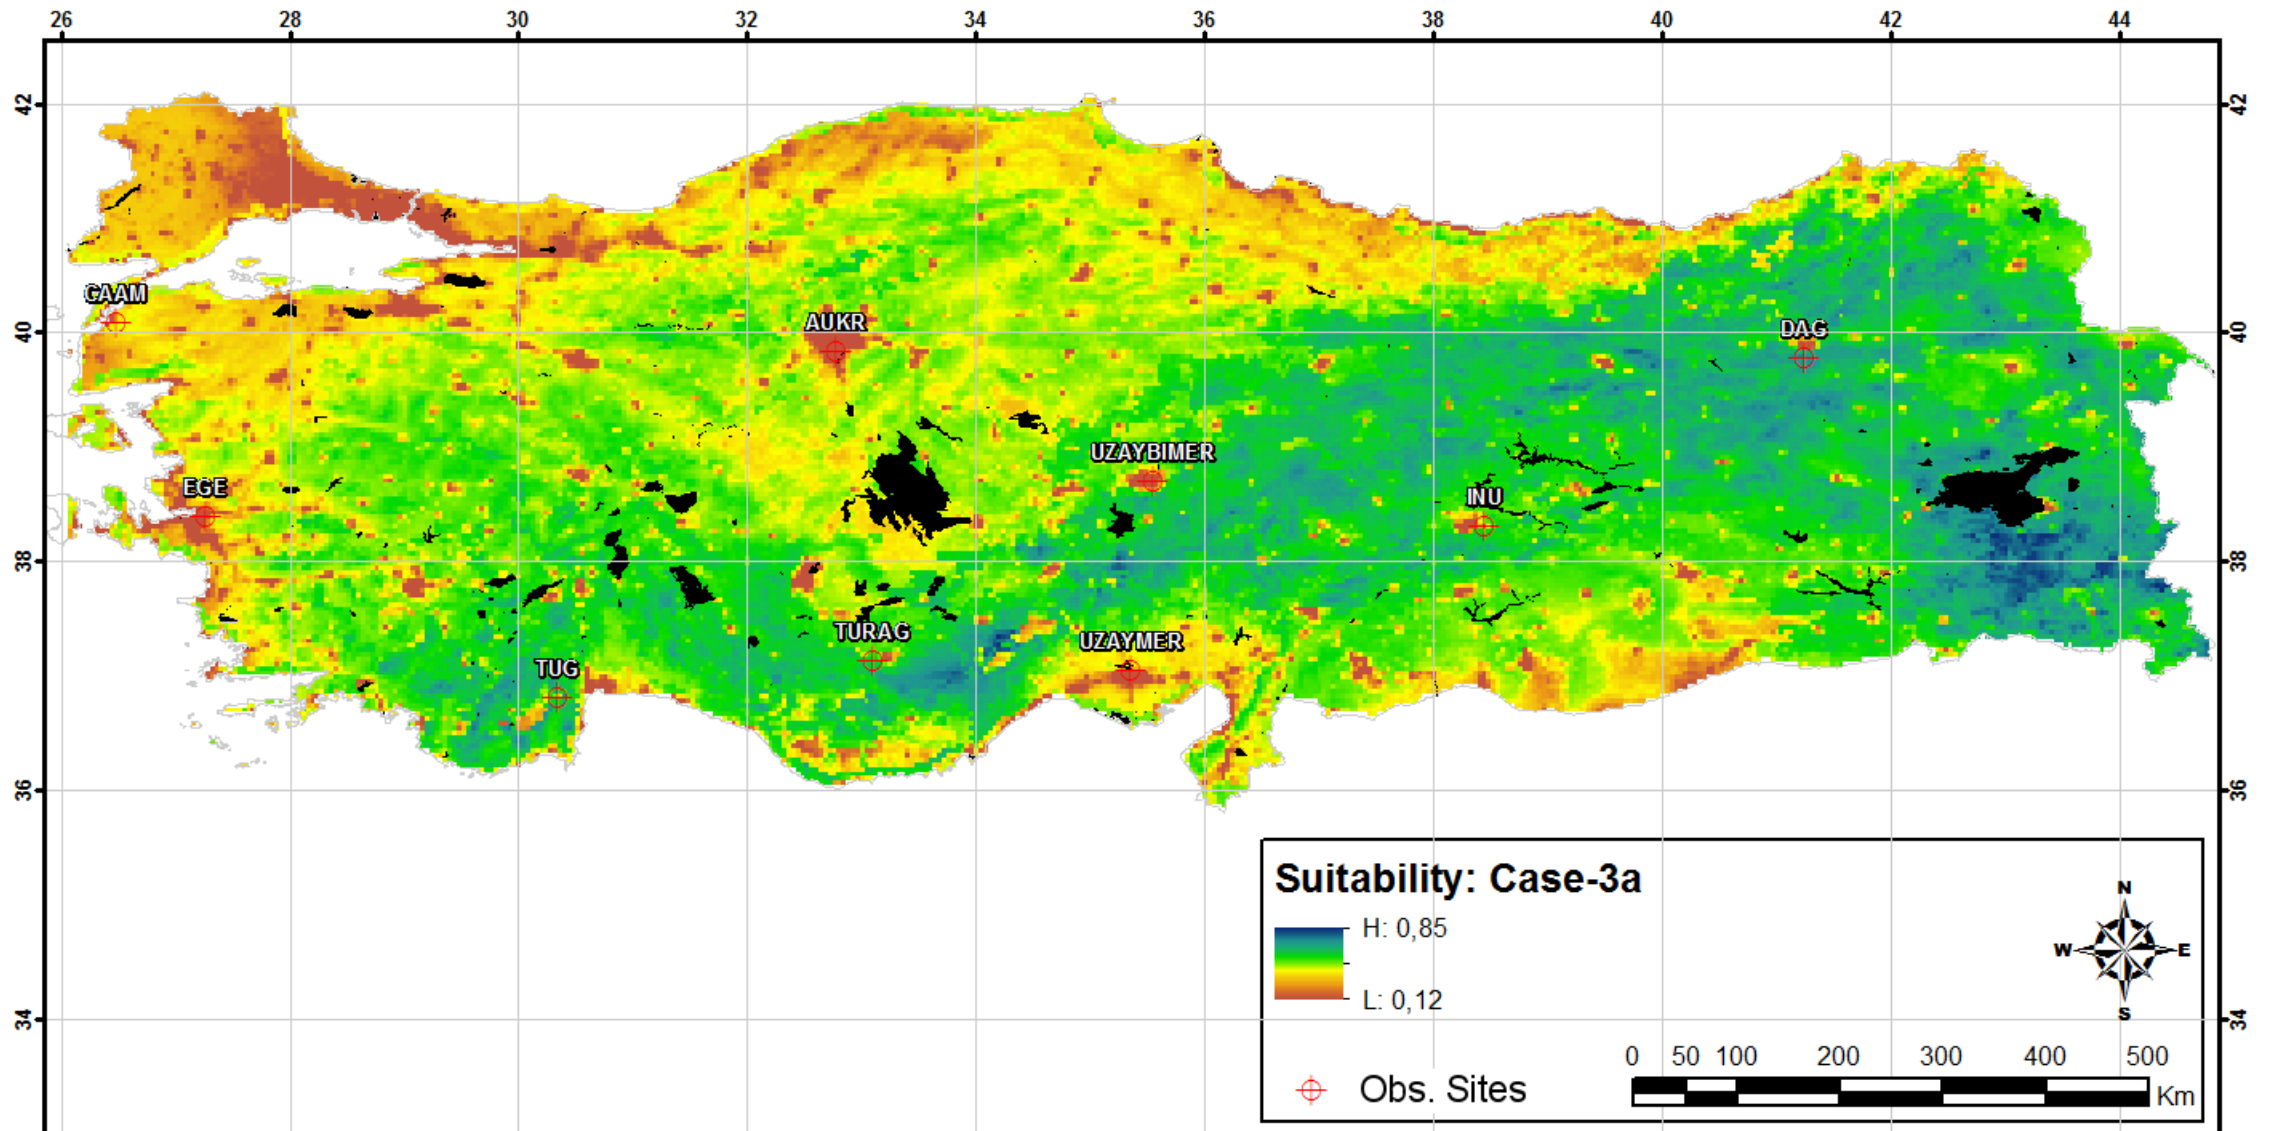 26 28 30 32 34 36 38 40 42 44
42 42
ÇAAM
AUKR
DAG
40 40
UZAYBIMER
EGE
INU
38 38
TURAG
UZAYMER
TUG
36 36
Suitability: Case-3a
H: 0,85
L: 0,12
N
W E
S
34 34
0 50 100 200 300 400 500
Km
Obs. Sites